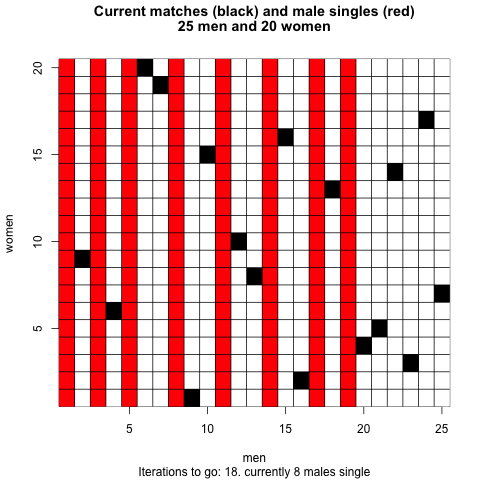 Current matches (black) and male singles (red)
25 men and 20 women
20
15
10
5
women
5 10 15 20 25
men
Iterations to go: 18. currently 8 males single